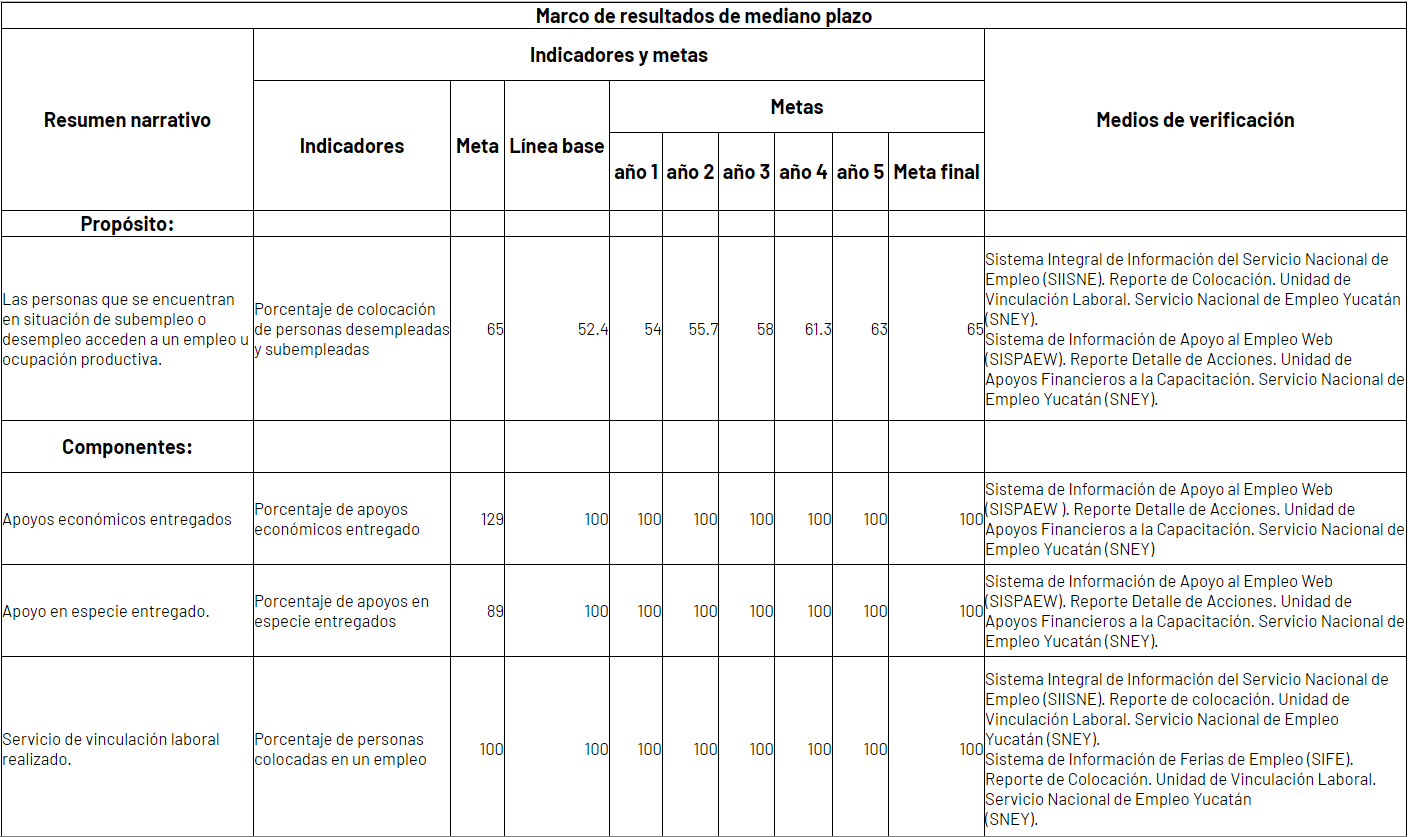 Marco de resultados de mediano plazo
Resumen narrativo
Indicadores y metas
Medios de verificación
Indicadores
Meta
Línea base
Metas
año 1
año 2
año 3
año 4
año 5
Meta final
Propósito:
Las personas que se encuentran
en situación de subempleo o
desempleo acceden a un empleo u
ocupación productiva.
Porcentaje de colocación
de personas desempleadas
y subempleadas
65
52.4
54
55.7
58
61.3
63
65
Sistema Integral de Información del Servicio Nacional de
Empleo (SIISNE). Reporte de Colocación. Unidad de
Vinculación Laboral. Servicio Nacional de Empleo Yucatán
(SNEY).
Sistema de Información de Apoyo al Empleo Web
(SISPAEW). Reporte Detalle de Acciones. Unidad de
Apoyos Financieros a la Capacitación. Servicio Nacional de
Empleo Yucatán (SNEY).
Componentes:
Apoyos económicos entregados
Porcentaje de apoyos
económicos entregado
129
100
100
100
100
100
100
100
Sistema de Información de Apoyo al Empleo Web
(SISPAEW ). Reporte Detalle de Acciones. Unidad de
Apoyos Financieros a la Capacitación. Servicio Nacional de
Empleo Yucatán (SNEY)
Apoyo en especie entregado.
Porcentaje de apoyos en
especie entregados
89
100
100
100
100
100
100
100
Sistema de Información de Apoyo al Empleo Web
(SISPAEW). Reporte Detalle de Acciones. Unidad de
Apoyos Financieros a la Capacitación. Servicio Nacional de
Empleo Yucatán (SNEY).
Servicio de vinculación laboral
realizado.
Porcentaje de personas
colocadas en un empleo
100
100
100
100
100
100
100
100
Sistema Integral de Información del Servicio Nacional de
Empleo (SIISNE). Reporte de colocación. Unidad de
Vinculación Laboral. Servicio Nacional de Empleo
Yucatán (SNEY).
Sistema de Información de Ferias de Empleo (SIFE).
Reporte de Colocación. Unidad de Vinculación Laboral.
Servicio Nacional de Empleo Yucatán
(SNEY).